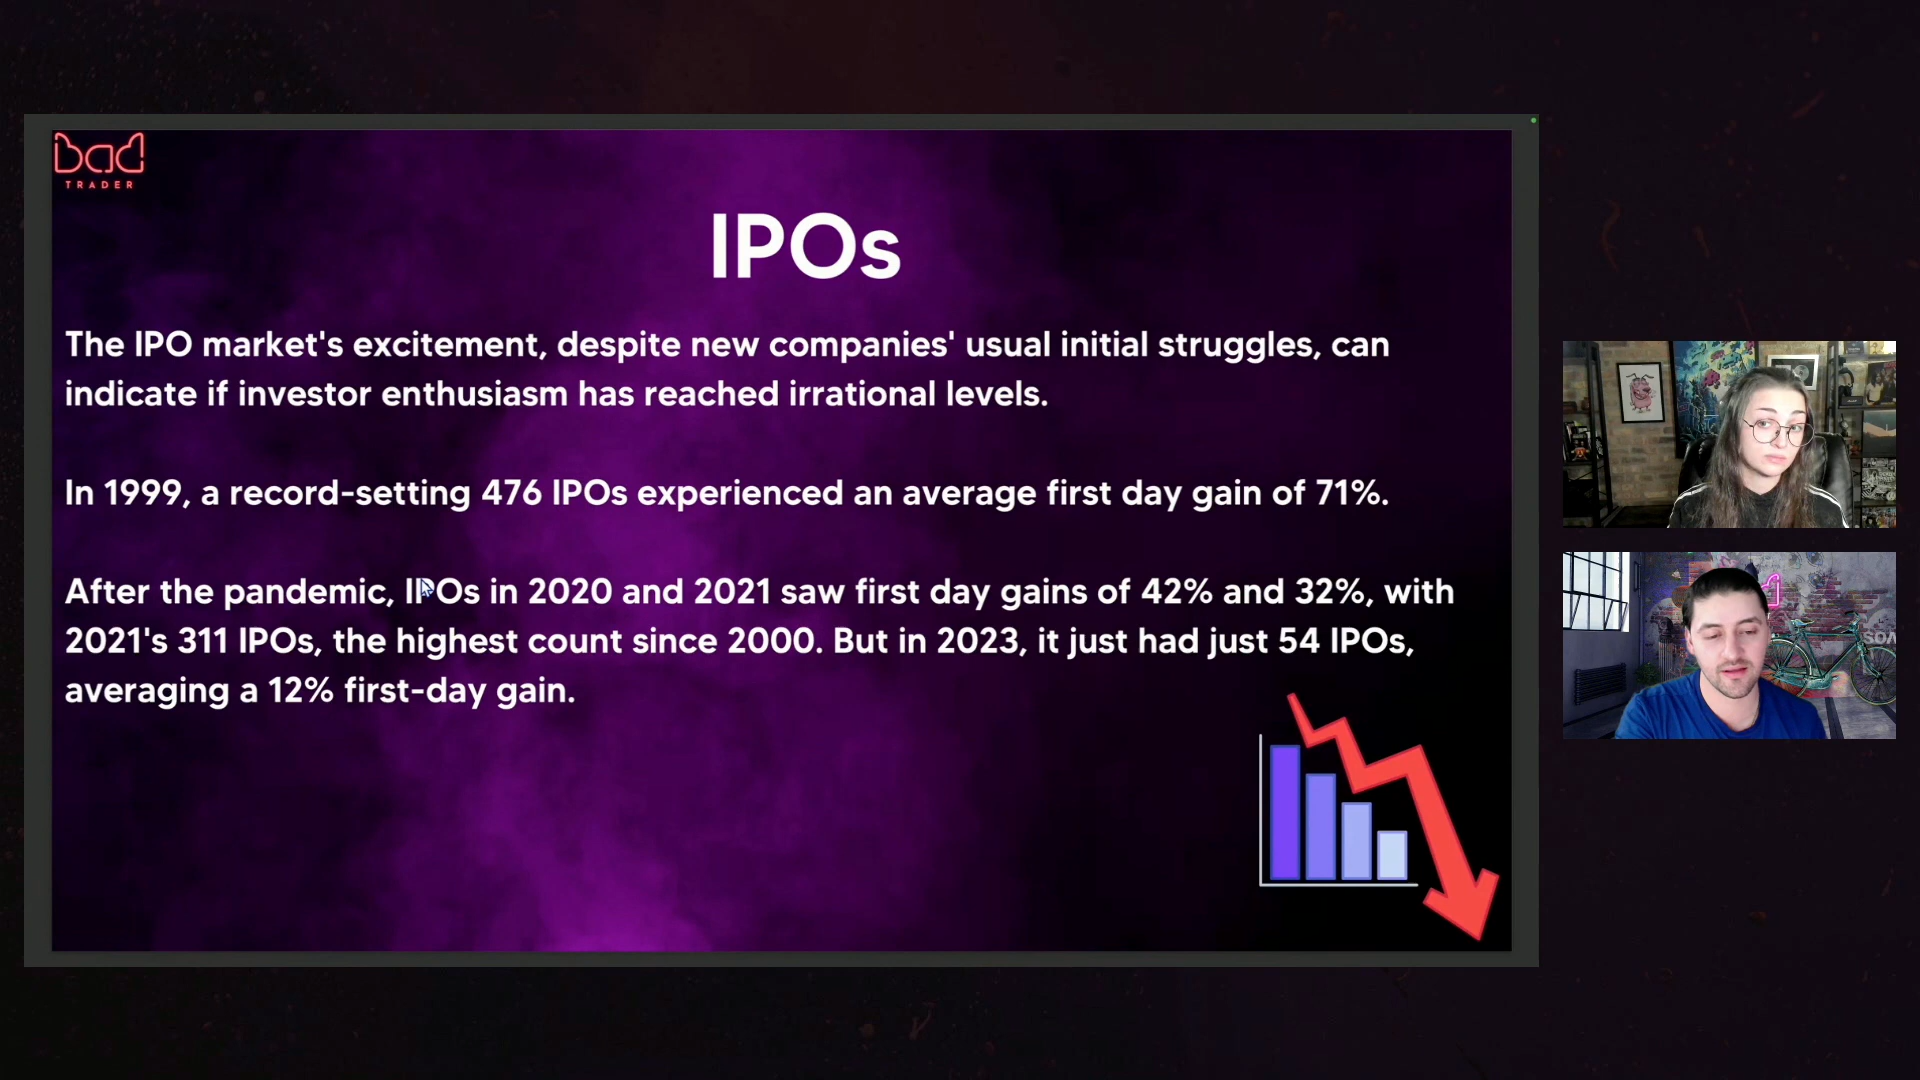 bad
TRADER
IPOs
The IPO market's excitement, despite new companies' usual initial struggles, can
indicate if investor enthusiasm has reached irrational levels.
In 1999, a record-setting 476 IPOs experienced an average first day gain of 71%.
After the pandemic, IPOs in 2020 and 2021 saw first day gains of 42% and 32%, with
2021's 311 IPOs, the highest count since 2000. But in 2023, it just had just 54 IPOs,
averaging a 12% first-day gain.